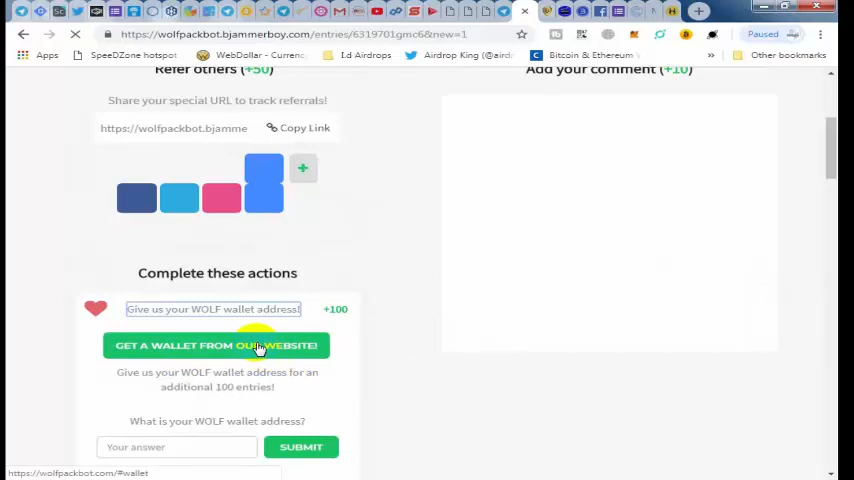 https://wolfpackbot.bjammerboy.com/entries/6319701gmc6&new=1
Paused
Apps
SpeedZone hotspot
WebDollar - Currenc
I.d Airdrops
Airdrop King (@aird
Bitcoin & Ethereum
»
Other bookmarks
Refer others (+50)
Add your comment (+10)
Share your special URL to track referrals!
https://wolfpackbot.bjamme
Copy Link
+
Complete these actions
Give us your WOLF wallet address!
+100
GET A WALLET FROM OUR WEBSITE!
Give us your WOLF wallet address for an
additional 100 entries!
What is your WOLF wallet address?
Your answer
SUBMIT
https://wolfpackbot.com/#wallet